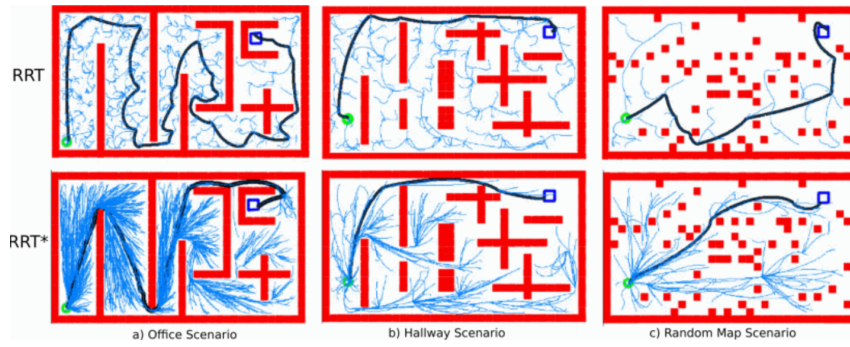 RRT
RRT*
a) Office Scenario
b) Hallway Scenario
c) Random Map Scenario